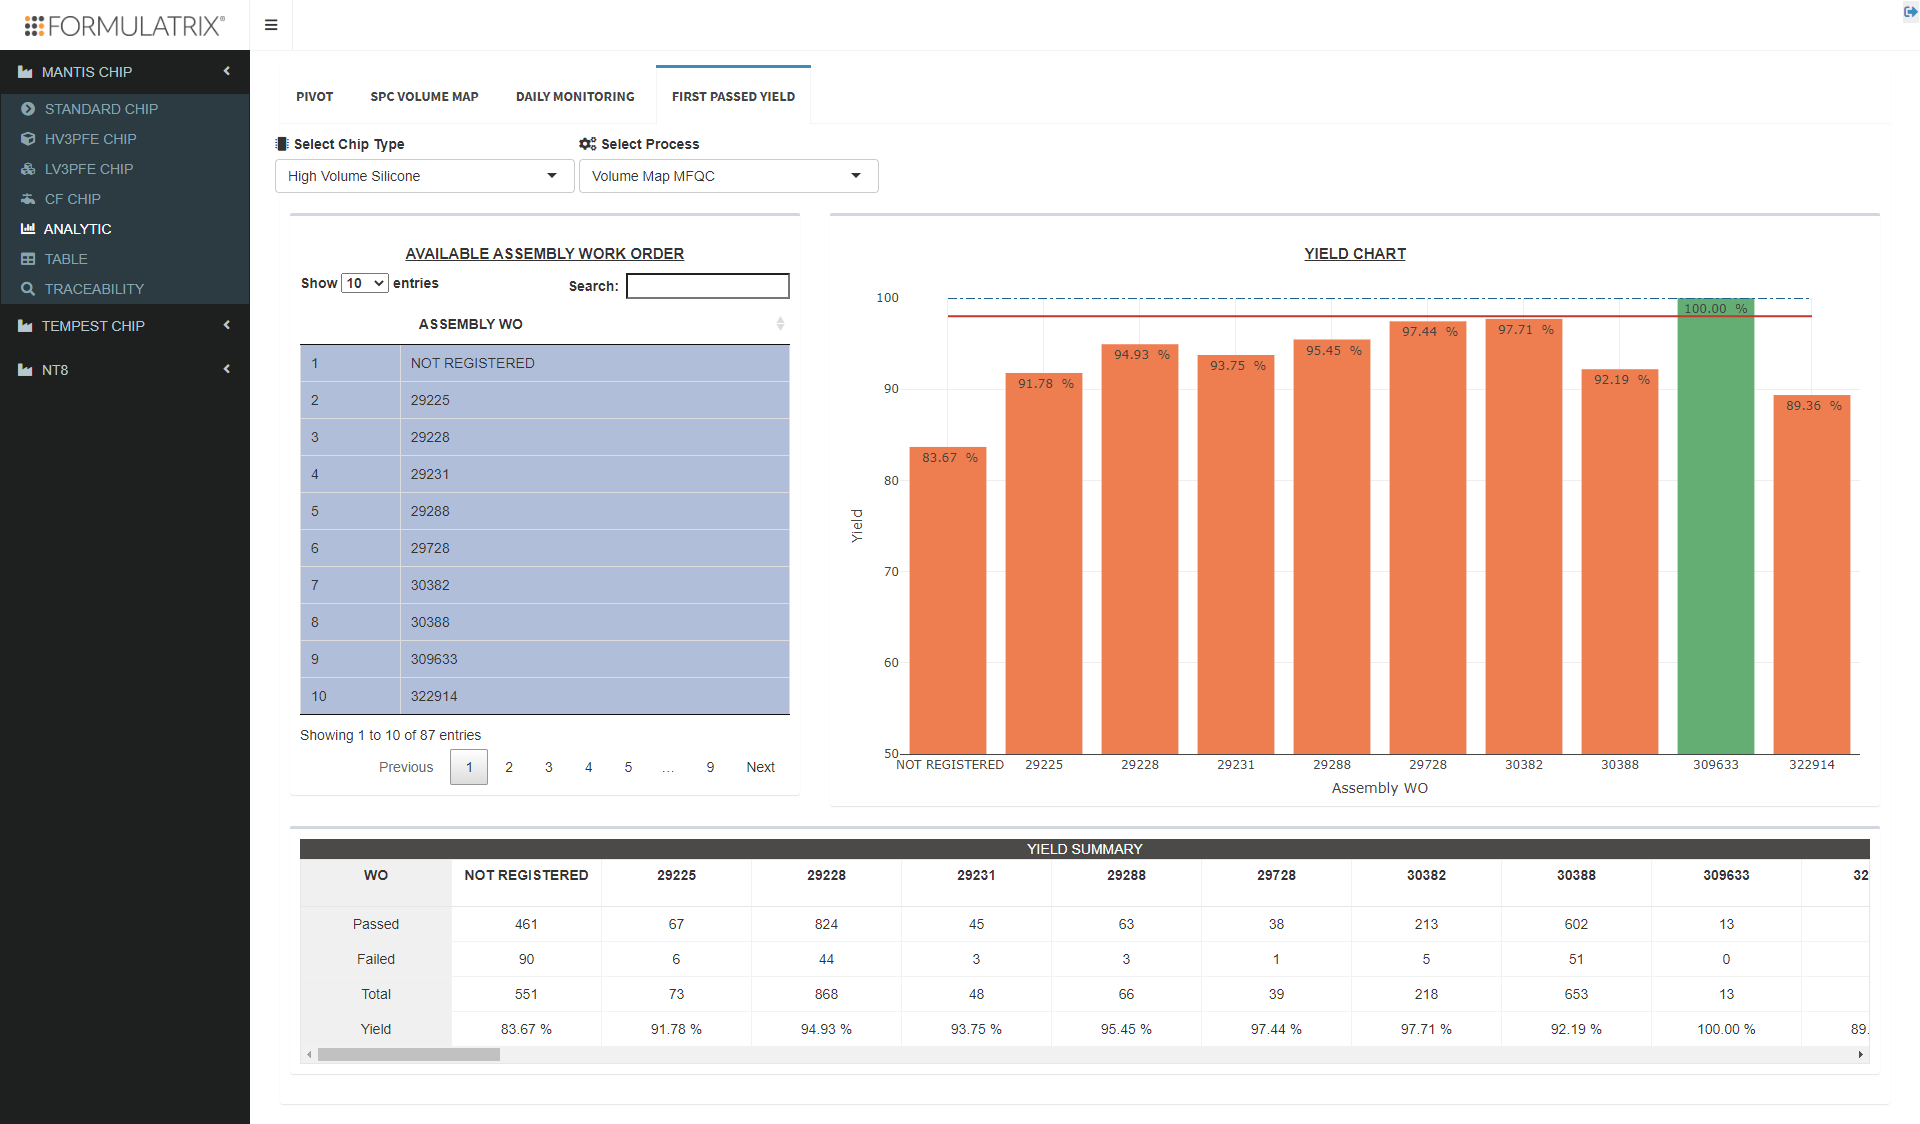 FORMULATRIX®
MANTIS CHIP
STANDARD CHIP
HV3PFE CHIP
LV3PFE CHIP
CF CHIP
ANALYTIC
TABLE
TRACEABILITY
TEMPEST CHIP
NT8
PIVOT SPC VOLUME MAP DAILY MONITORING FIRST PASSED YIELD
Select Chip Type Select Process
High Volume Silicone Volume Map MFQC
AVAILABLE ASSEMBLY WORK ORDER
Show 10 entries Search:
ASSEMBLY WO
1 NOT REGISTERED
2 29225
3 29228
4 29231
5 29288
6 29728
7 30382
8 30388
9 309633
10 322914
Showing 1 to 10 of 87 entries
Previous 1 2 3 4 5 … 9 Next
YIELD CHART
100
90
80
70
60
50
Yield
83.67 % 91.78 % 94.93 % 93.75 % 95.45 % 97.44 % 97.71 % 92.19 % 100.00 % 89.36 %
NOT REGISTERED 29225 29228 29231 29288 29728 30382 30388 309633 322914
Assembly WO
YIELD SUMMARY
WO NOT REGISTERED 29225 29228 29231 29288 29728 30382 30388 309633 32
Passed 461 67 824 45 63 38 213 602 13
Failed 90 6 44 3 3 1 5 51 0
Total 551 73 868 48 66 39 218 653 13
Yield 83.67 % 91.78 % 94.93 % 93.75 % 95.45 % 97.44 % 97.71 % 92.19 % 100.00 % 89.